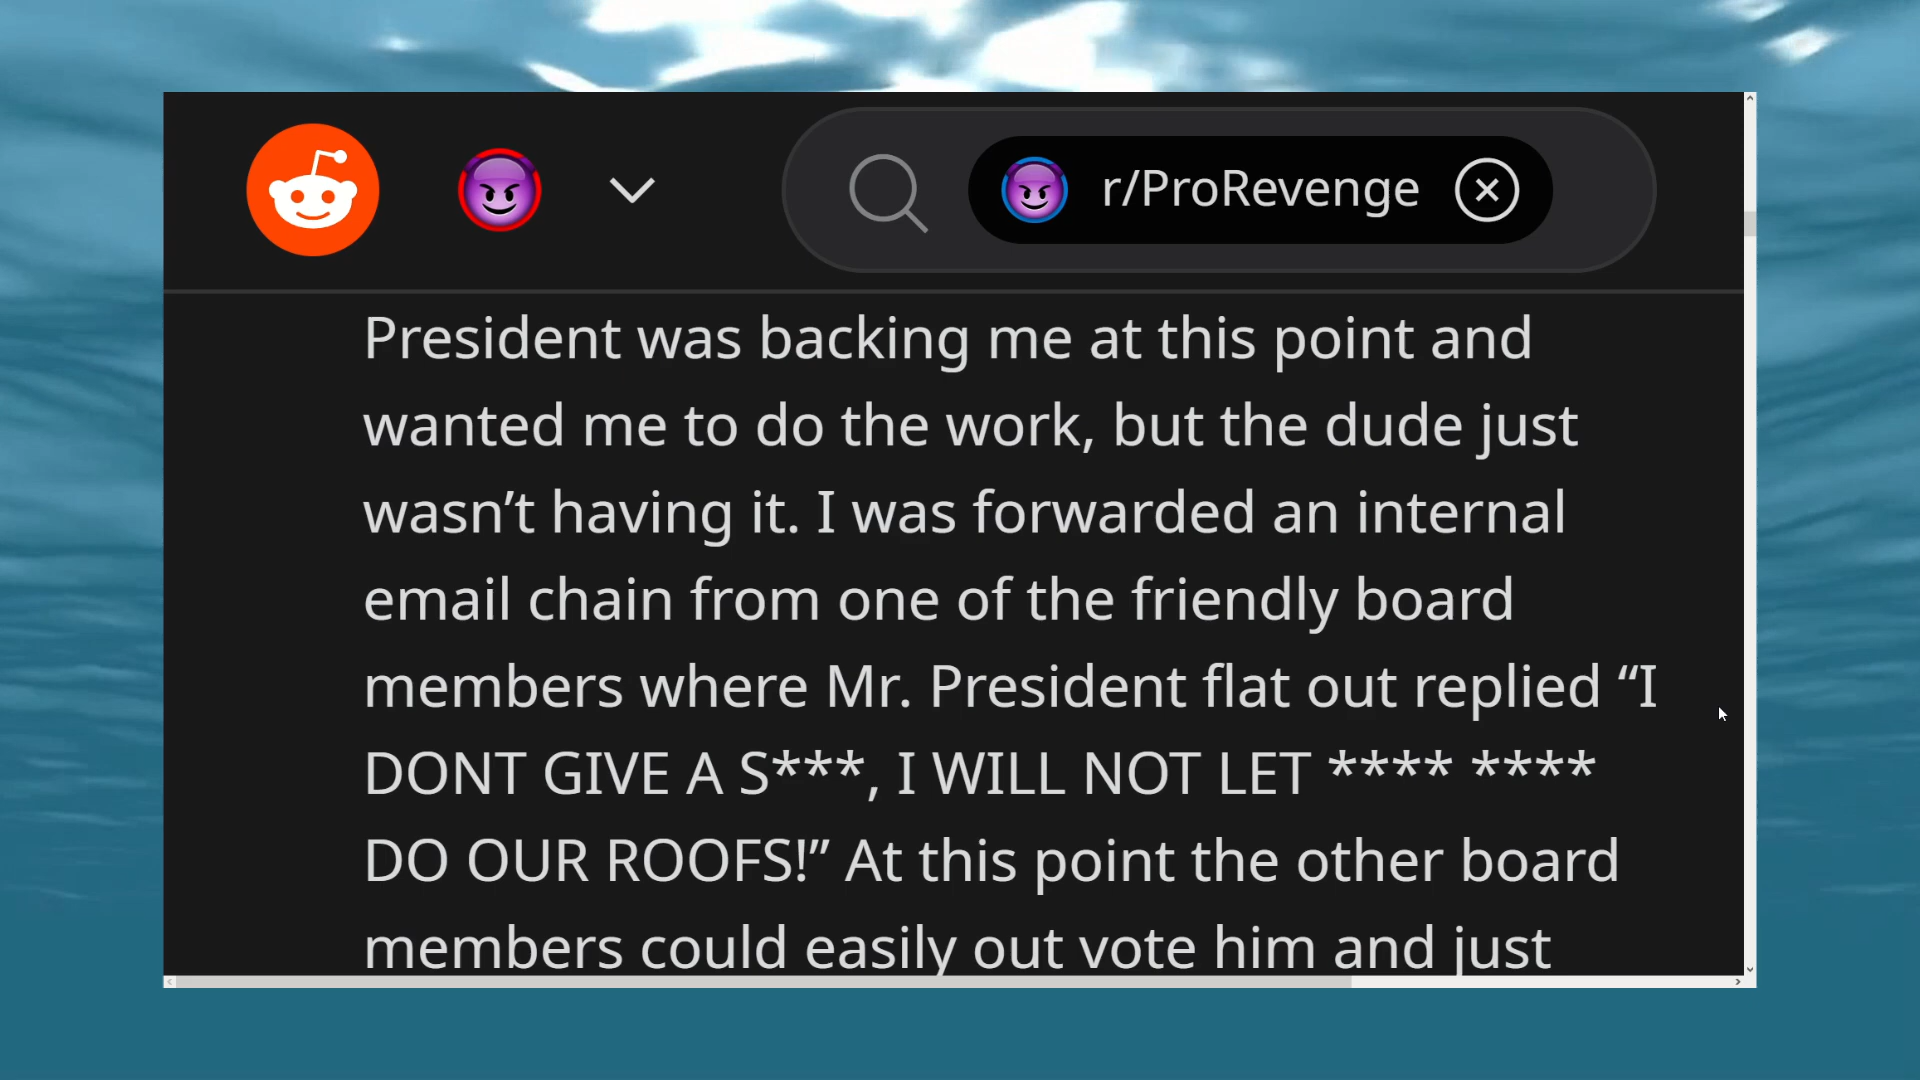 r/ProRevenge
President was backing me at this point and
wanted me to do the work, but the dude just
wasn’t having it. I was forwarded an internal
email chain from one of the friendly board
members where Mr. President flat out replied “I
DONT GIVE A S***, I WILL NOT LET **** ****
DO OUR ROOFS!” At this point the other board
members could easily out vote him and just